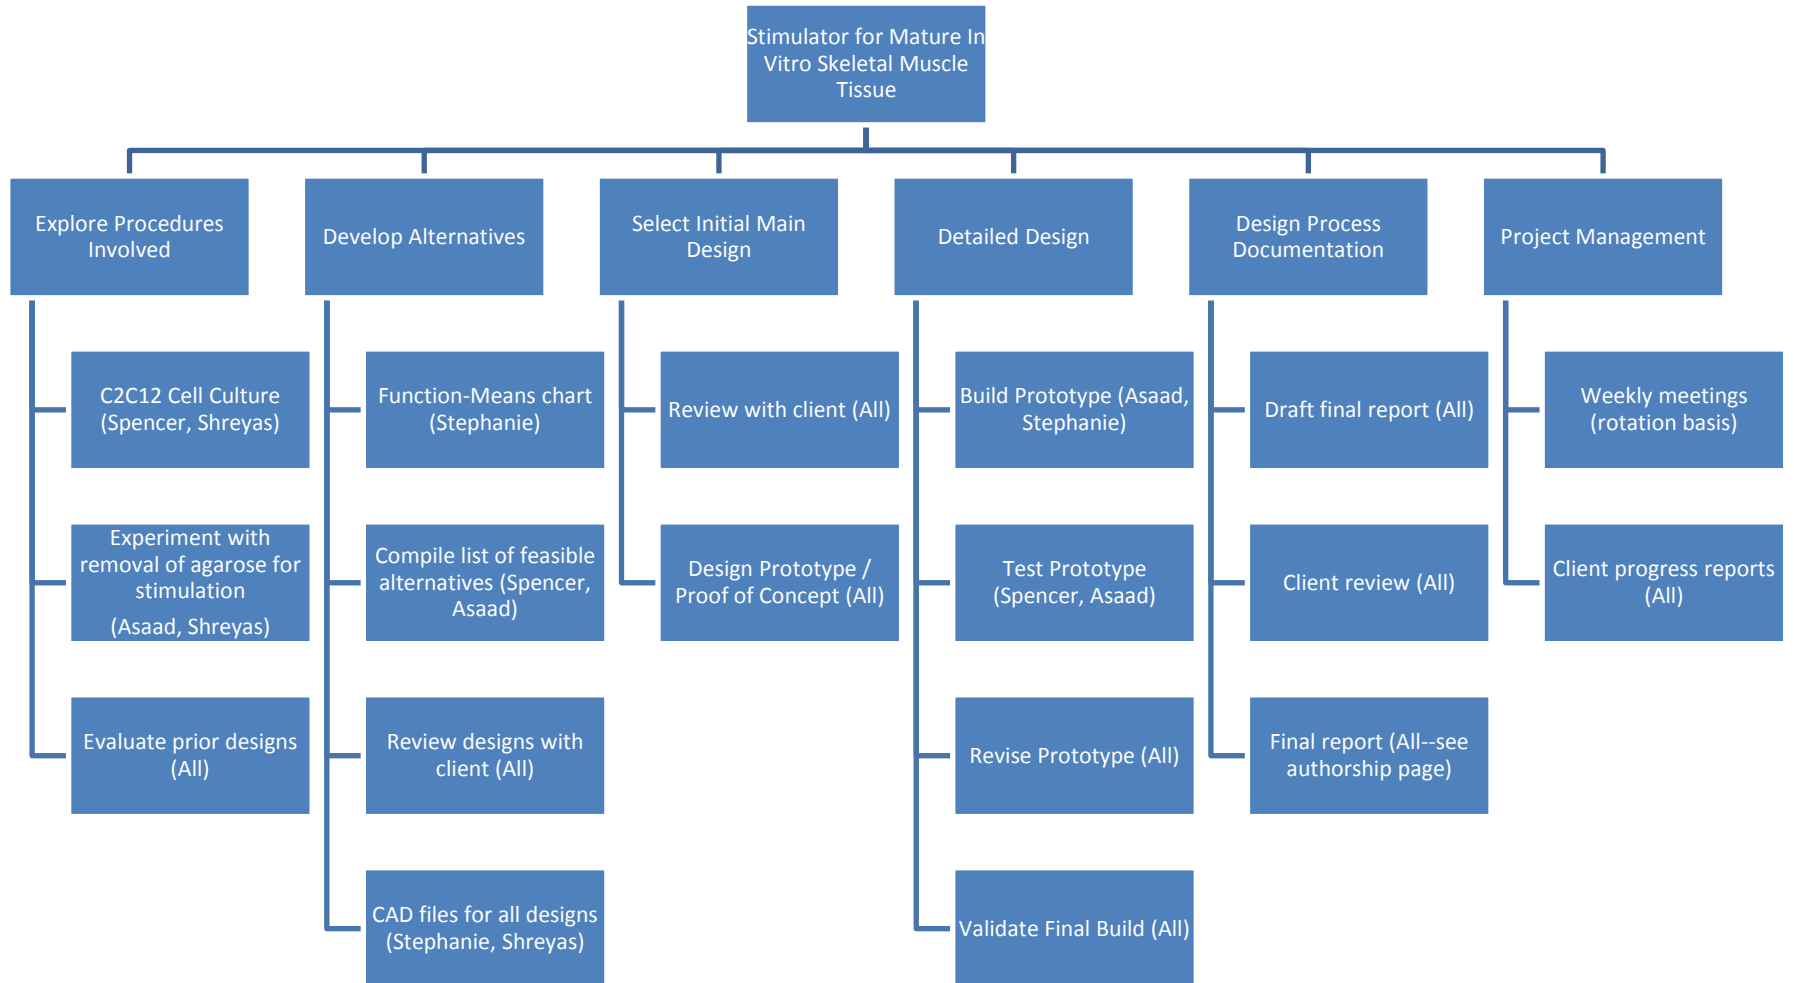 Stimulator for Mature In
Vitro Skeletal Muscle
Tissue
Explore Procedures
Involved
Develop Alternatives
Select Initial Main
Design
Detailed Design
Design Process
Documentation
Project Management
C2C12 Cell Culture
(Spencer, Shreyas)
Experiment with
removal of agarose for
stimulation
(Asaad, Shreyas)
Evaluate prior designs
(All)
Function-Means chart
(Stephanie)
Compile list of feasible
alternatives (Spencer,
Asaad)
Review designs with
client (All)
CAD files for all designs
(Stephanie, Shreyas)
Review with client (All)
Design Prototype /
Proof of Concept (All)
Build Prototype (Asaad,
Stephanie)
Test Prototype
(Spencer, Asaad)
Revise Prototype (All)
Validate Final Build (All)
Draft final report (All)
Client review (All)
Final report (All--see
authorship page)
Weekly meetings
(rotation basis)
Client progress reports
(All)